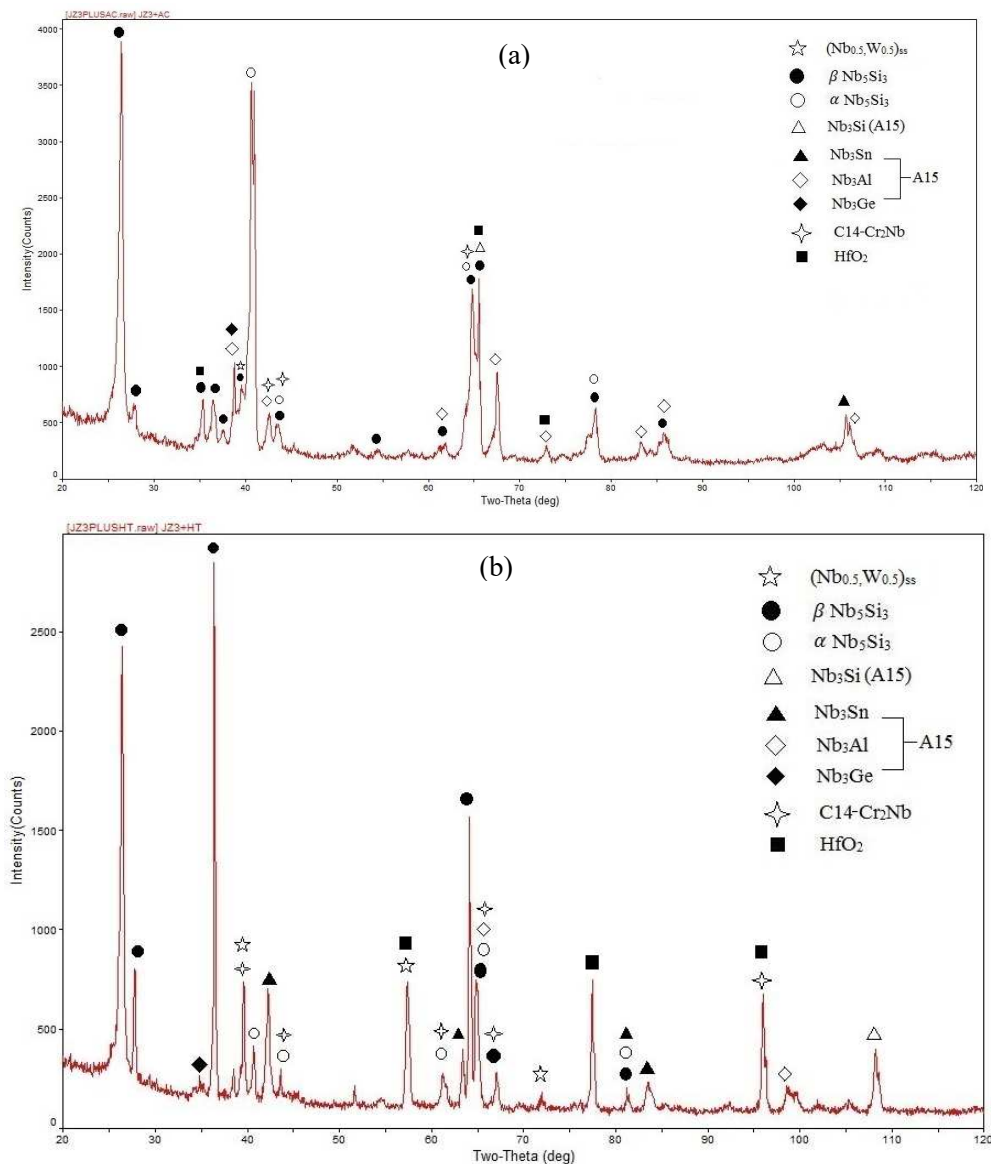 [JZ3PLUSAC.raw] JZ3+AC
(a)
(Nb0.5,W0.5)ss
β Nb5Si3
α Nb5Si3
Nb3Si (A15)
Nb3Sn
Nb3Al
A15
Nb3Ge
C14-Cr2Nb
HfO2
Intensity(Counts)
4000
3500
3000
2500
2000
1500
1000
500
0
20 30 40 50 60 70 80 90 100 110 120
Two-Theta (deg)
[JZ3PLUSHT.raw] JZ3+HT
(b)
(Nb0.5,W0.5)ss
β Nb5Si3
α Nb5Si3
Nb3Si (A15)
Nb3Sn
Nb3Al
A15
Nb3Ge
C14-Cr2Nb
HfO2
Intensity(Counts)
2500
2000
1500
1000
500
0
20 30 40 50 60 70 80 90 100 110 120
Two-Theta (deg)